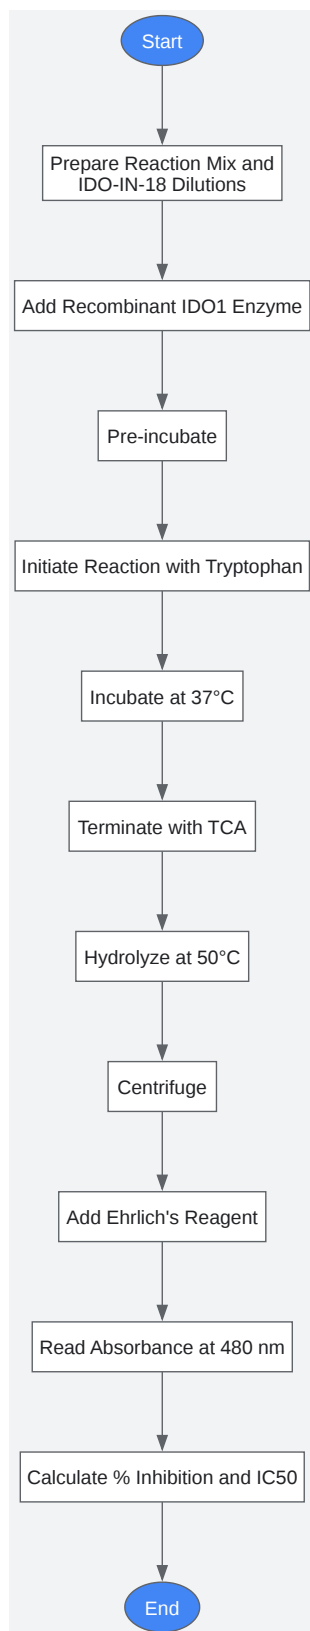 Start
Prepare Reaction Mix and
IDO-IN-18 Dilutions
Add Recombinant IDO1 Enzyme
Pre-incubate
Initiate Reaction with Tryptophan
Incubate at 37°C
Terminate with TCA
Hydrolyze at 50°C
Centrifuge
Add Ehrlich's Reagent
Read Absorbance at 480 nm
Calculate % Inhibition and IC50
End